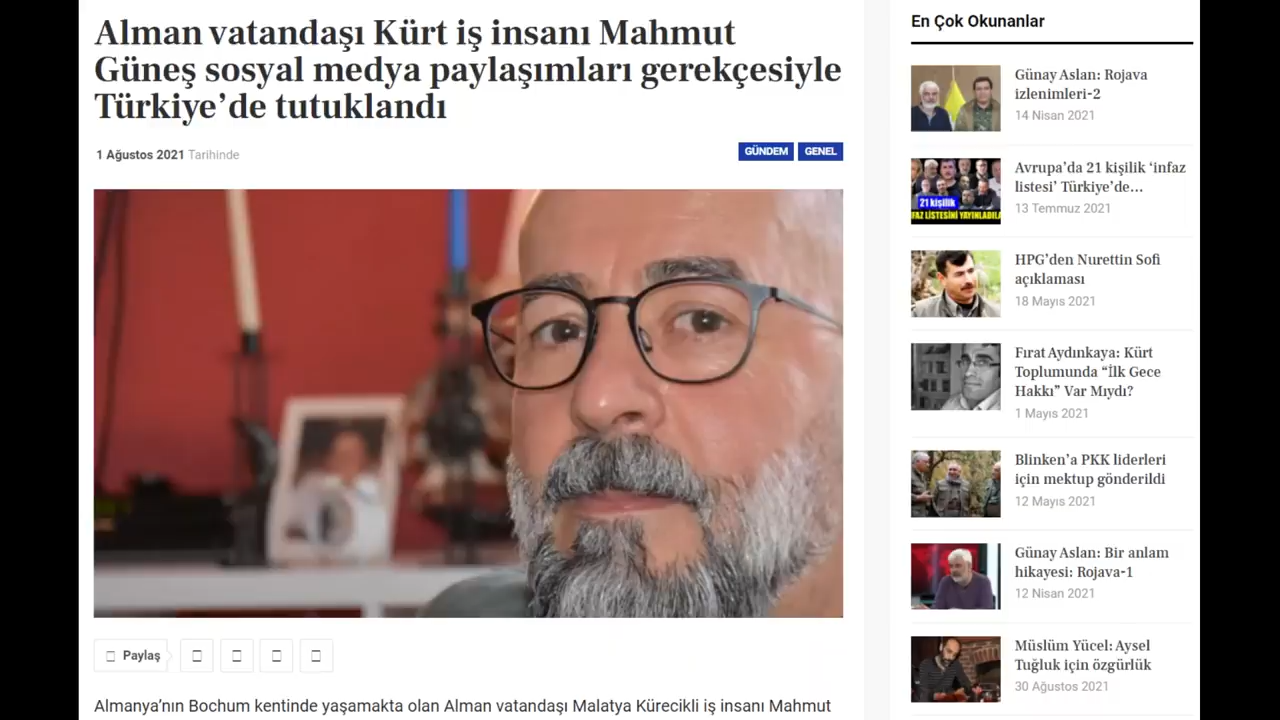 Alman vatandaşı Kürt iş insanı Mahmut
Güneş sosyal medya paylaşımları gerekçesiyle
Türkiye’de tutuklandı
1 Ağustos 2021 Tarihinde
GÜNDEM GENEL
Paylaş
Almanya’nın Bochum kentinde yaşamakta olan Alman vatandaşı Malatya Kürecikli iş insanı Mahmut
En Çok Okunanlar
Günay Aslan: Rojava
izlenimleri-2
14 Nisan 2021
21 kişilik
Avrupa’da 21 kişilik ‘infaz
listesi’ Türkiye’de…
13 Temmuz 2021
HPG’den Nurettin Sofi
açıklaması
18 Mayıs 2021
Fırat Aydınkaya: Kürt
Toplumunda “İlk Gece
Hakkı” Var Mıydı?
1 Mayıs 2021
Blinken’a PKK liderleri
için mektup gönderildi
12 Mayıs 2021
Günay Aslan: Bir anlam
hikayesi: Rojava-1
12 Nisan 2021
Müslüm Yücel: Aysel
Tuğluk için özgürlük
30 Ağustos 2021